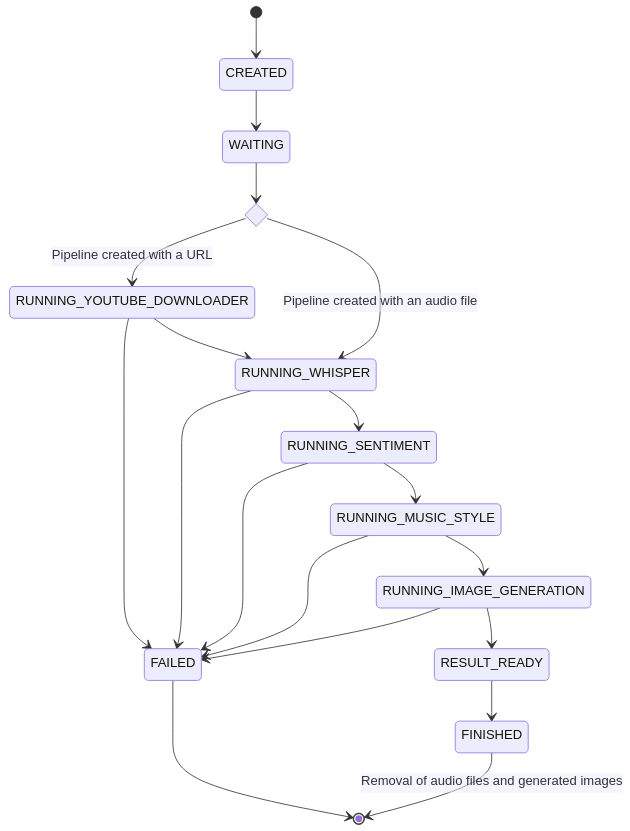 CREATED
WAITING
Pipeline created with a URL
RUNNING_YOUTUBE_DOWNLOADER
Pipeline created with an audio file
RUNNING_WHISPER
RUNNING_SENTIMENT
RUNNING_MUSIC_STYLE
RUNNING_IMAGE_GENERATION
FAILED
RESULT_READY
FINISHED
Removal of audio files and generated images